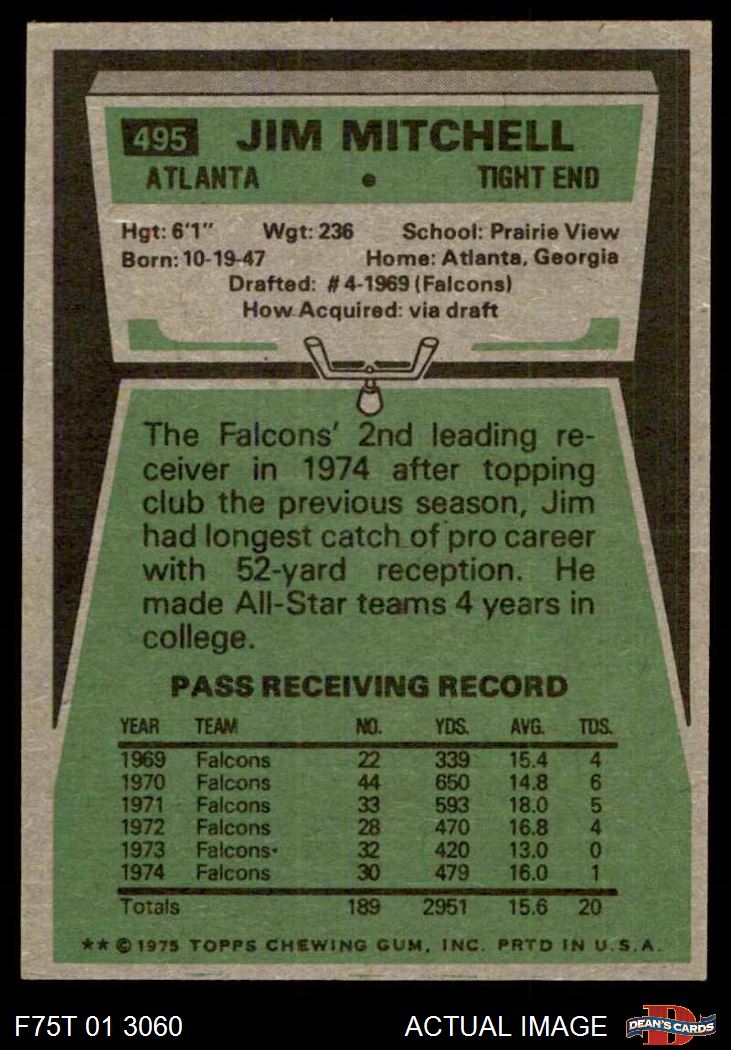 495 JIM MITCHELL
ATLANTA • TIGHT END
Hgt: 6'1" Wgt: 236 School: Prairie View
Born: 10-19-47 Home: Atlanta, Georgia
Drafted: #4-1969 (Falcons)
How Acquired: via draft
The Falcons' 2nd leading re-
ceiver in 1974 after topping
club the previous season, Jim
had longest catch of pro career
with 52-yard reception. He
made All-Star teams 4 years in
college.
PASS RECEIVING RECORD
YEAR TEAM NO. YDS. AVG. TDS.
1969 Falcons 22 339 15.4 4
1970 Falcons 44 650 14.8 6
1971 Falcons 33 593 18.0 5
1972 Falcons 28 470 16.8 4
1973 Falcons 32 420 13.0 0
1974 Falcons 30 479 16.0 1
Totals 189 2951 15.6 20
** © 1975 TOPPS CHEWING GUM, INC. PRTD IN U.S.A.
F75T 01 3060 ACTUAL IMAGE D DEAN'S CARDS